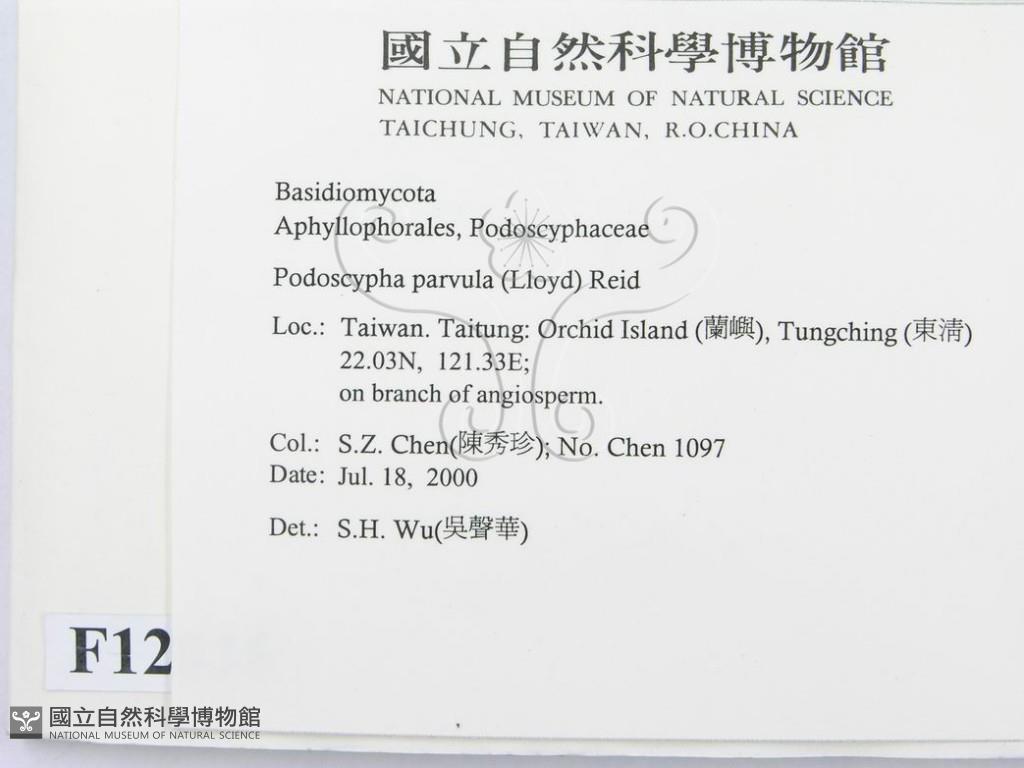 國立自然科學博物館
NATIONAL MUSEUM OF NATURAL SCIENCE
TAICHUNG, TAIWAN, R.O.CHINA
Basidiomycota
Aphyllophorales, Podoscyphaceae
Podoscypha parvula (Lloyd) Reid
Loc.: Taiwan. Taitung: Orchid Island (蘭嶼), Tungching (東淸)
22.03N, 121.33E;
on branch of angiosperm.
Col.: S.Z. Chen(陳秀珍); No. Chen 1097
Date: Jul. 18, 2000
Det.: S.H. Wu(吳聲華)
F12
國立自然科學博物館
NATIONAL MUSEUM OF NATURAL SCIENCE